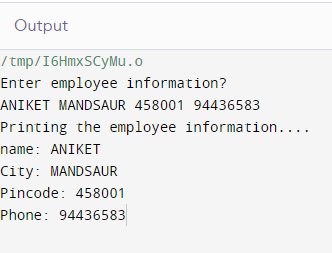 Output
/tmp/I6HmxSCyMu.o
Enter employee information?
ANIKET MANDSAUR 458001 94436583
Printing the employee information....
name: ANIKET
City: MANDSAUR
Pincode: 458001
Phone: 94436583